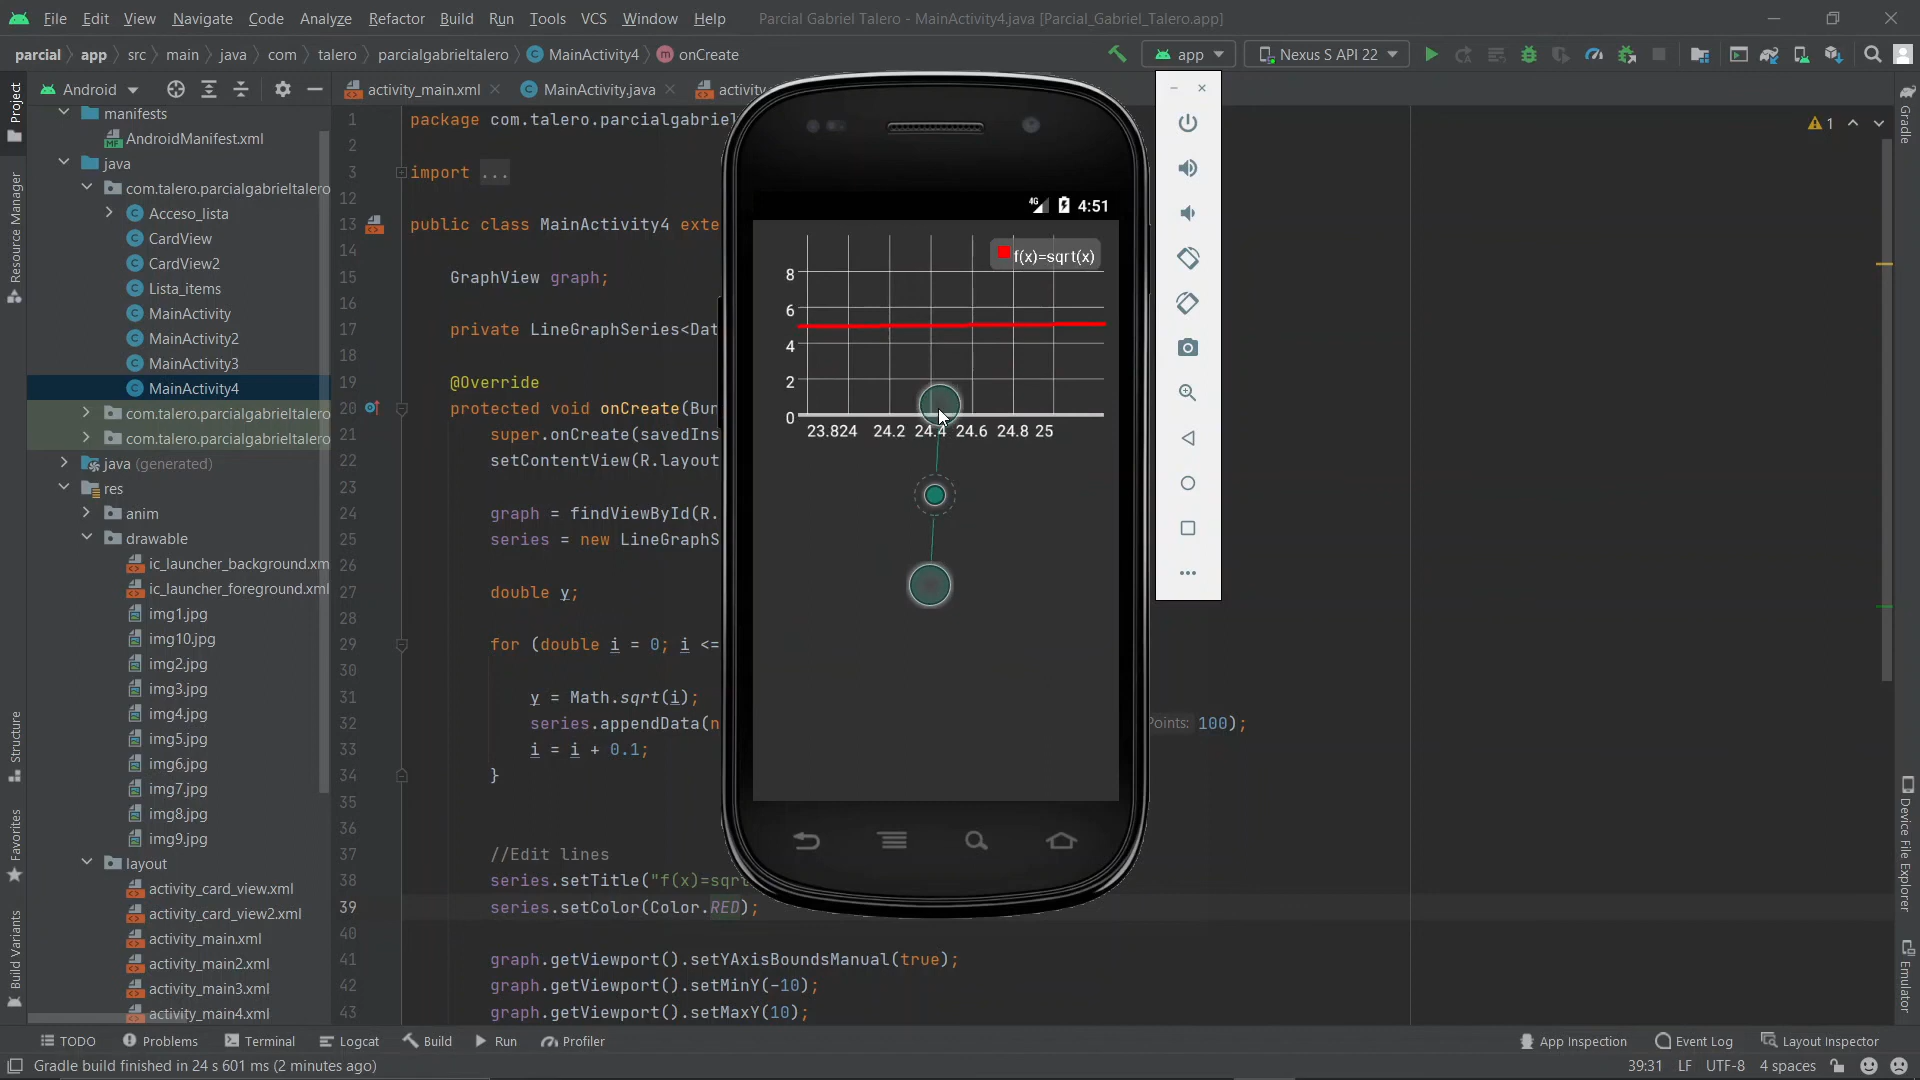 File Edit View Navigate Code Analyze Refactor Build Run Tools VCS Window Help Parcial Gabriel Talero - MainActivity4.java [Parcial_Gabriel_Talero.app]
parcial app src main java com talero parcialgabrieltalero MainActivity4 onCreate app Nexus S API 22
Android activity_main.xml MainActivity.java activity
Project
Resource Manager
Structure
Favorites
Build Variants
manifests
AndroidManifest.xml
java
com.talero.parcialgabrieltalero
Acceso_lista
CardView
CardView2
Lista_items
MainActivity
MainActivity2
MainActivity3
MainActivity4
com.talero.parcialgabrieltalero
com.talero.parcialgabrieltalero
java (generated)
res
anim
drawable
ic_launcher_background.xm
ic_launcher_foreground.xml
img1.jpg
img10.jpg
img2.jpg
img3.jpg
img4.jpg
img5.jpg
img6.jpg
img7.jpg
img8.jpg
img9.jpg
layout
activity_card_view.xml
activity_card_view2.xml
activity_main.xml
activity_main2.xml
activity_main3.xml
activity_main4.xml
1 package com.talero.parcialgabriel
2
3 import ...
12
13 public class MainActivity4 exte
14
15 GraphView graph;
16
17 private LineGraphSeries<Dat
18
19 @Override
20 protected void onCreate(Bun
21 super.onCreate(savedIns
22 setContentView(R.layout
23
24 graph = findViewById(R.
25 series = new LineGraphS
26
27 double y;
28
29 for (double i = 0; i <=
30
31 y = Math.sqrt(i);
32 series.appendData(n Points: 100);
33 i = i + 0.1;
34 }
35
36
37 //Edit lines
38 series.setTitle("f(x)=sqrt
39 series.setColor(Color.RED);
40
41 graph.getViewport().setYAxisBoundsManual(true);
42 graph.getViewport().setMinY(-10);
43 graph.getViewport().setMaxY(10);
4G 4:51
f(x)=sqrt(x)
8
6
4
2
0
23.824 24.2 24.4 24.6 24.8 25
1
Gradle
Device File Explorer
Emulator
TODO Problems Terminal Logcat Build Run Profiler App Inspection Event Log Layout Inspector
Gradle build finished in 24 s 601 ms (2 minutes ago) 39:31 LF UTF-8 4 spaces